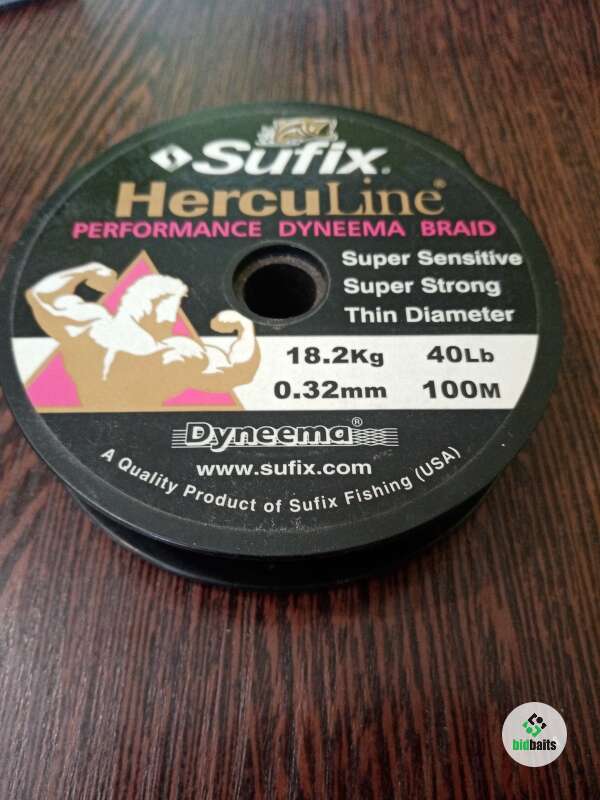 Sufix®
HercuLine®
PERFORMANCE DYNEEMA BRAID
Super Sensitive
Super Strong
Thin Diameter
18.2Kg 40Lb
0.32mm 100M
Dyneema®
www.sufix.com
A Quality Product of Sufix Fishing (USA)
bidbaits